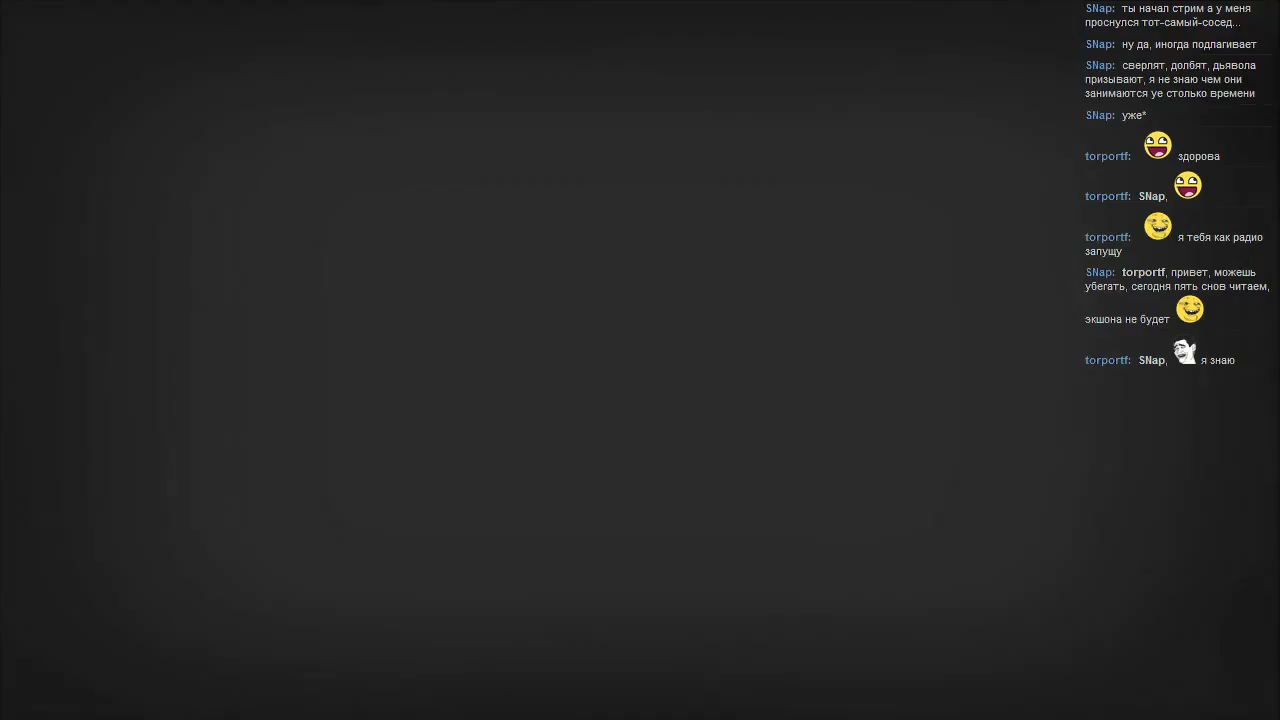 SNap: ты начал стрим а у меня
проснулся тот-самый-сосед...
SNap: ну да, иногда подлагивает
SNap: сверлят, долбят, дьявола
призывают, я не знаю чем они
занимаются уе столько времени
SNap: уже*
torportf: здорова
torportf: SNap,
torportf: я тебя как радио
запущу
SNap: torportf, привет, можешь
убегать, сегодня пять снов читаем,
экшона не будет
torportf: SNap, я знаю